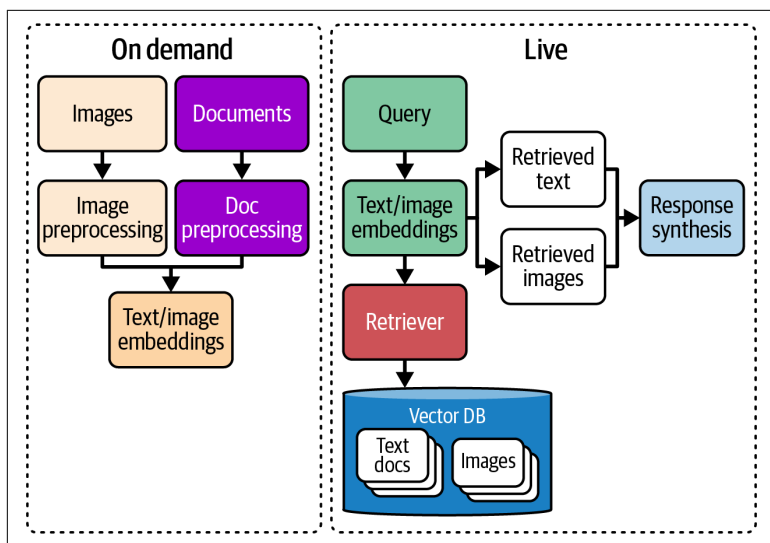 On demand
Images
Documents
Image
preprocessing
Doc
preprocessing
Text/image
embeddings
Live
Query
Text/image
embeddings
Retrieved
text
Retrieved
images
Response
synthesis
Retriever
Vector DB
Text
docs
Images